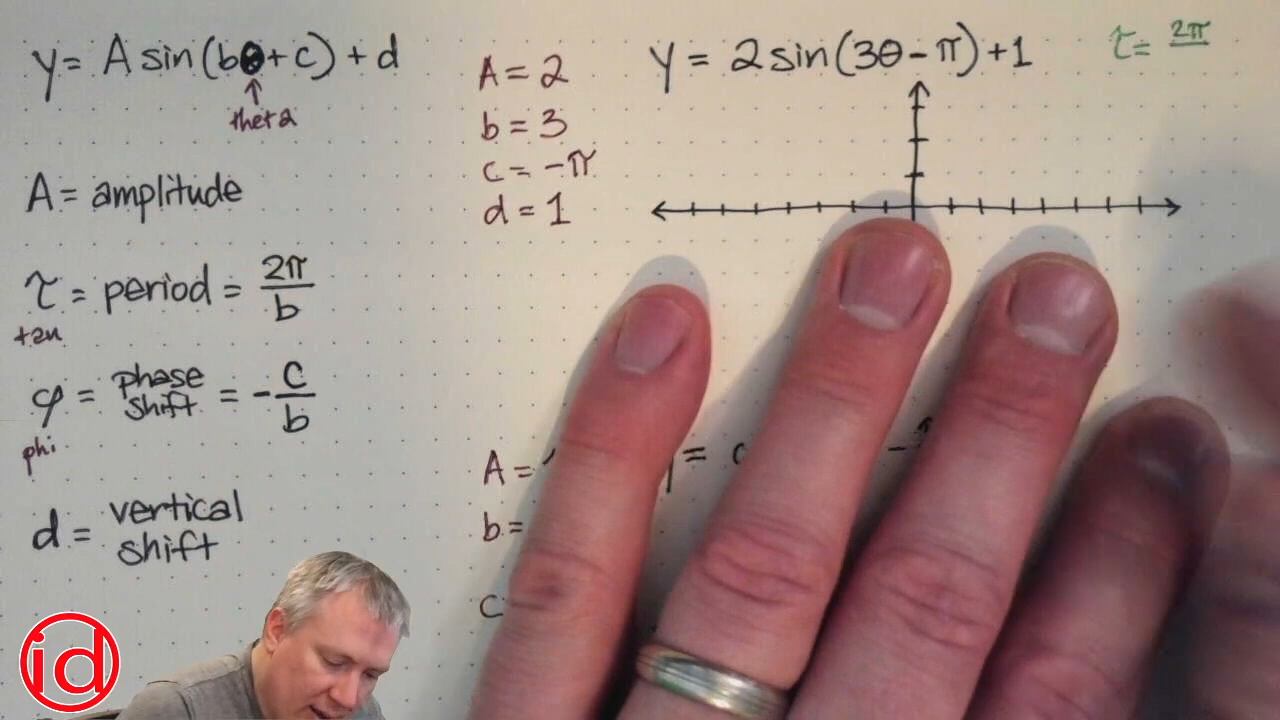 y = A sin(bθ + c) + d
theta
A = amplitude
τ = period = 2π/b
tau
φ = phase shift = -c/b
phi
d = vertical shift
A = 2
b = 3
c = -π
d = 1
y = 2 sin(3θ - π) + 1
τ = 2π
A =
b =
c
y =
id